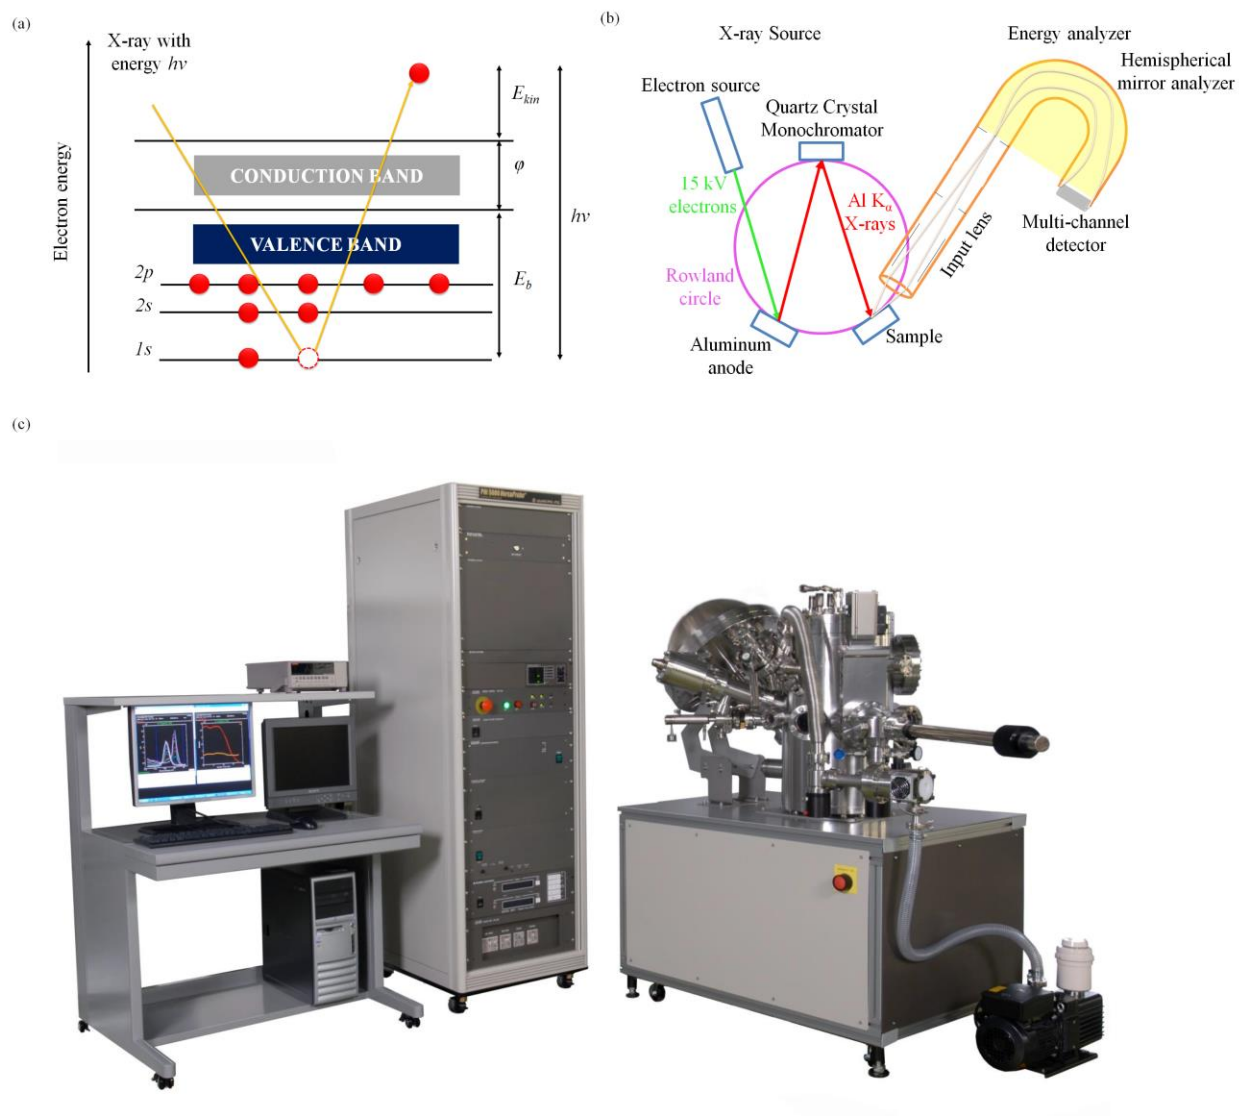 (a)
X-ray with
energy hν
Electron energy
CONDUCTION BAND
VALENCE BAND
2p
2s
1s
E_kin
φ
E_b
hν
(b)
X-ray Source
Energy analyzer
Electron source
Quartz Crystal
Monochromator
Hemispherical
mirror analyzer
15 kV
electrons
Al K_α
X-rays
Rowland
circle
Input lens
Multi-channel
detector
Aluminum
anode
Sample
(c)